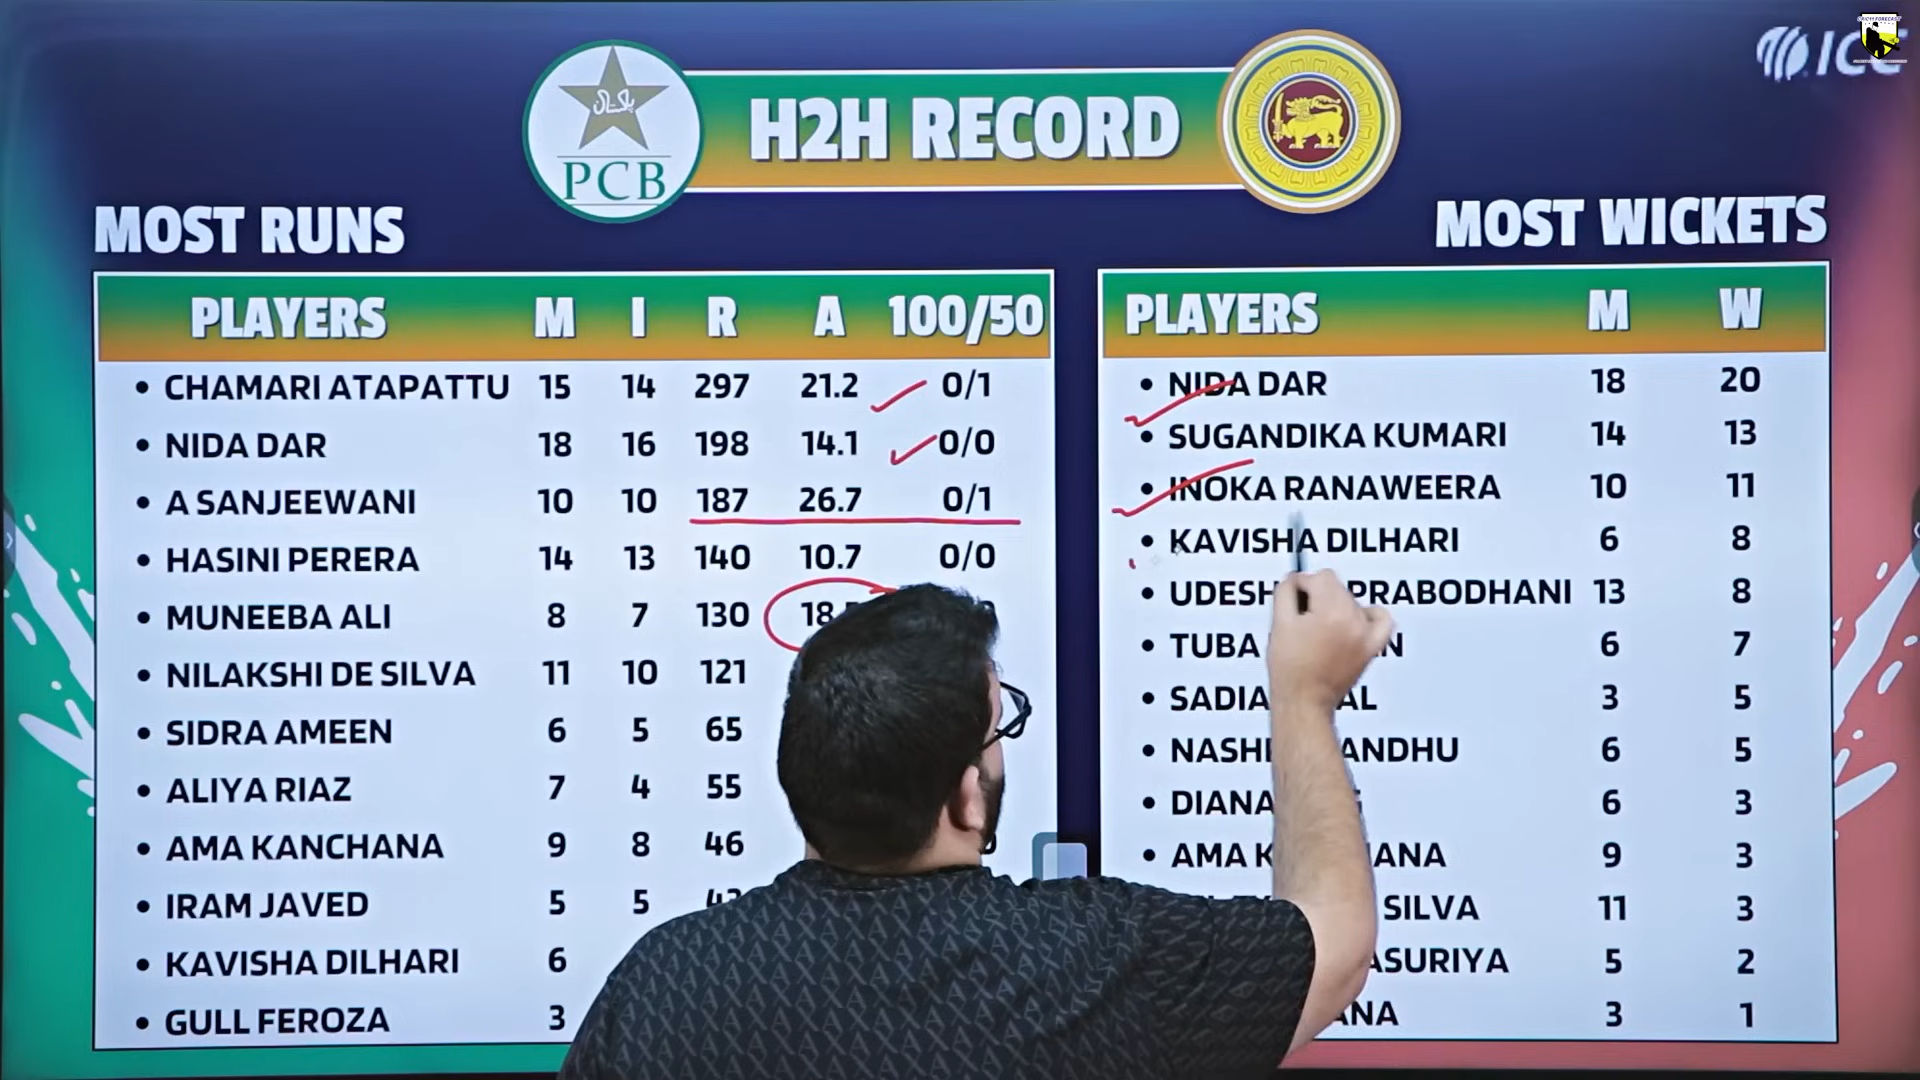 ICC
CRIC11 FORECAST
پاکستان
PCB
H2H RECORD
MOST RUNS
PLAYERS M I R A 100/50
CHAMARI ATAPATTU 15 14 297 21.2 0/1
NIDA DAR 18 16 198 14.1 0/0
A SANJEEWANI 10 10 187 26.7 0/1
HASINI PERERA 14 13 140 10.7 0/0
MUNEEBA ALI 8 7 130
NILAKSHI DE SILVA 11 10 121
SIDRA AMEEN 6 5 65
ALIYA RIAZ 7 4 55
AMA KANCHANA 9 8 46
IRAM JAVED 5 5
KAVISHA DILHARI 6
GULL FEROZA 3
MOST WICKETS
PLAYERS M W
NIDA DAR 18 20
SUGANDIKA KUMARI 14 13
INOKA RANAWEERA 10 11
KAVISHA DILHARI 6 8
PRABODHANI 13 8
TUBA 6 7
SADIA 3 5
6 5
DIANA 6 3
AMA 9 3
SILVA 11 3
5 2
3 1